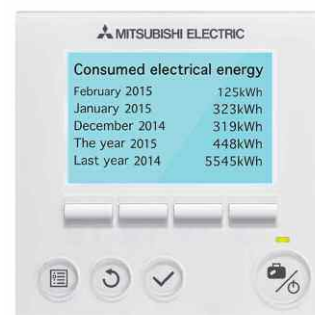 MITSUBISHI ELECTRIC
Consumed electrical energy
February 2015 125kWh
January 2015 323kWh
December 2014 319kWh
The year 2015 448kWh
Last year 2014 5545kWh